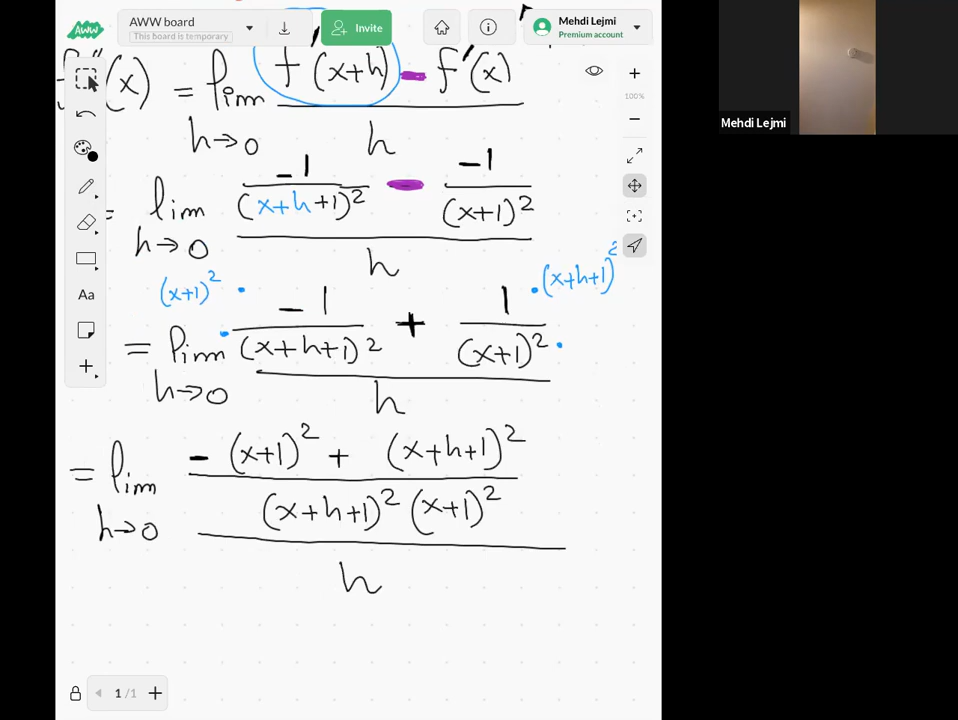 AWW board
This board is temporary
Invite
Mehdi Lejmi
Premium account
AWW
f''(x) = lim h→0 (f'(x+h) - f'(x)) / h
100%
Mehdi Lejmi
= lim h→0 (-1/(x+h+1)² - -1/(x+1)²) / h
(x+1)² · · (x+h+1)²
= lim h→0 (· -1/(x+h+1)² + 1/(x+1)² ·) / h
Aa
= lim h→0 ((-(x+1)² + (x+h+1)²) / ((x+h+1)² (x+1)²)) / h
1 / 1